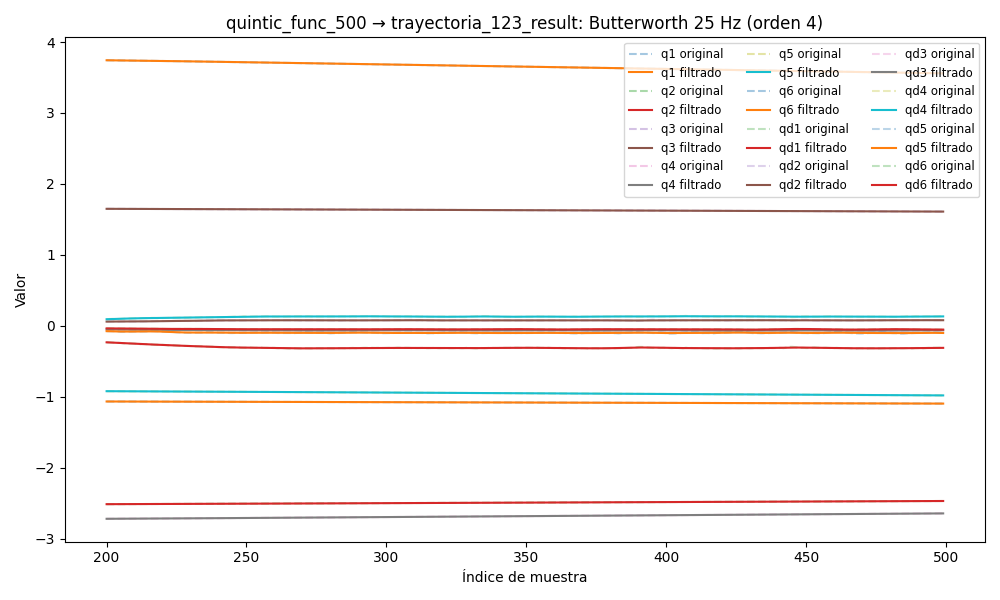 quintic_func_500 → trayectoria_123_result: Butterworth 25 Hz (orden 4)
q1 original
q1 filtrado
q2 original
q2 filtrado
q3 original
q3 filtrado
q4 original
q4 filtrado
q5 original
q5 filtrado
q6 original
q6 filtrado
qd1 original
qd1 filtrado
qd2 original
qd2 filtrado
qd3 original
qd3 filtrado
qd4 original
qd4 filtrado
qd5 original
qd5 filtrado
qd6 original
qd6 filtrado
Valor
4
3
2
1
0
−1
−2
−3
200
250
300
350
400
450
500
Índice de muestra